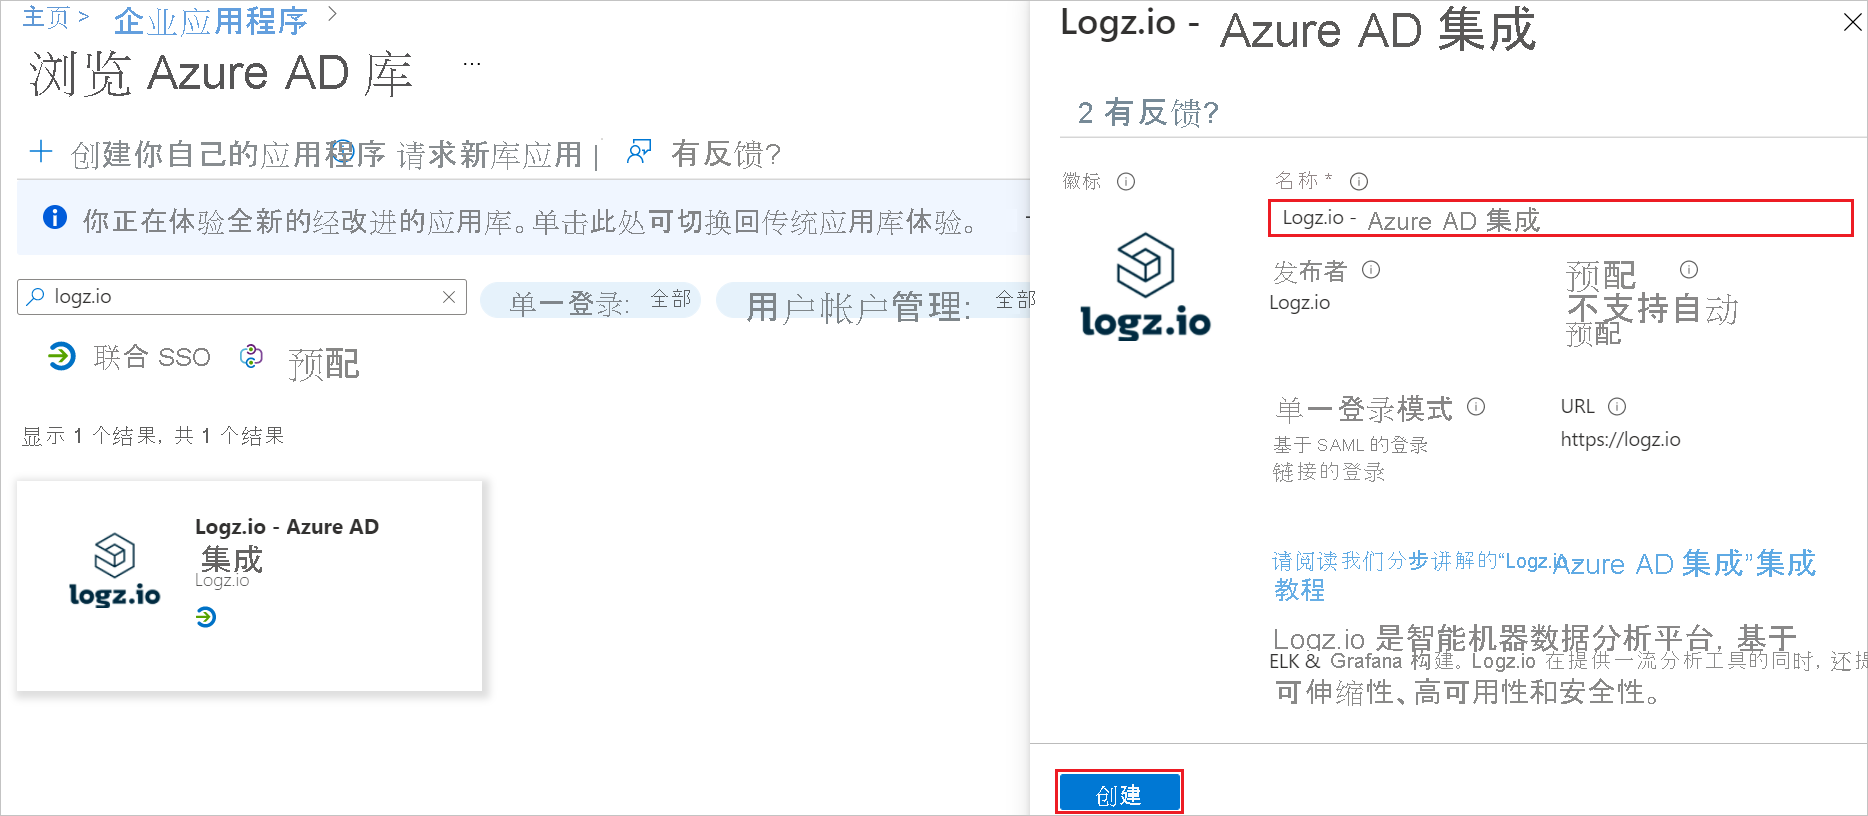 主页 > 企业应用程序 >
浏览 Azure AD 库 ...
+ 创建你自己的应用程序 请求新库应用 | 有反馈?
你正在体验全新的经改进的应用库。单击此处可切换回传统应用库体验。
logz.io
单一登录: 全部
用户帐户管理: 全部
联合 SSO 预配
显示 1 个结果, 共 1 个结果
logz.io
Logz.io - Azure AD
集成
Logz.io
Logz.io - Azure AD 集成
2 有反馈?
徽标
logz.io
名称 *
Logz.io - Azure AD 集成
发布者
Logz.io
预配
不支持自动
预配
单一登录模式
基于 SAML 的登录
链接的登录
URL
https://logz.io
请阅读我们分步讲解的“Logz.io - Azure AD 集成”集成
教程
Logz.io 是智能机器数据分析平台, 基于
ELK & Grafana 构建。Logz.io 在提供一流分析工具的同时, 还提
可伸缩性、高可用性和安全性。
创建